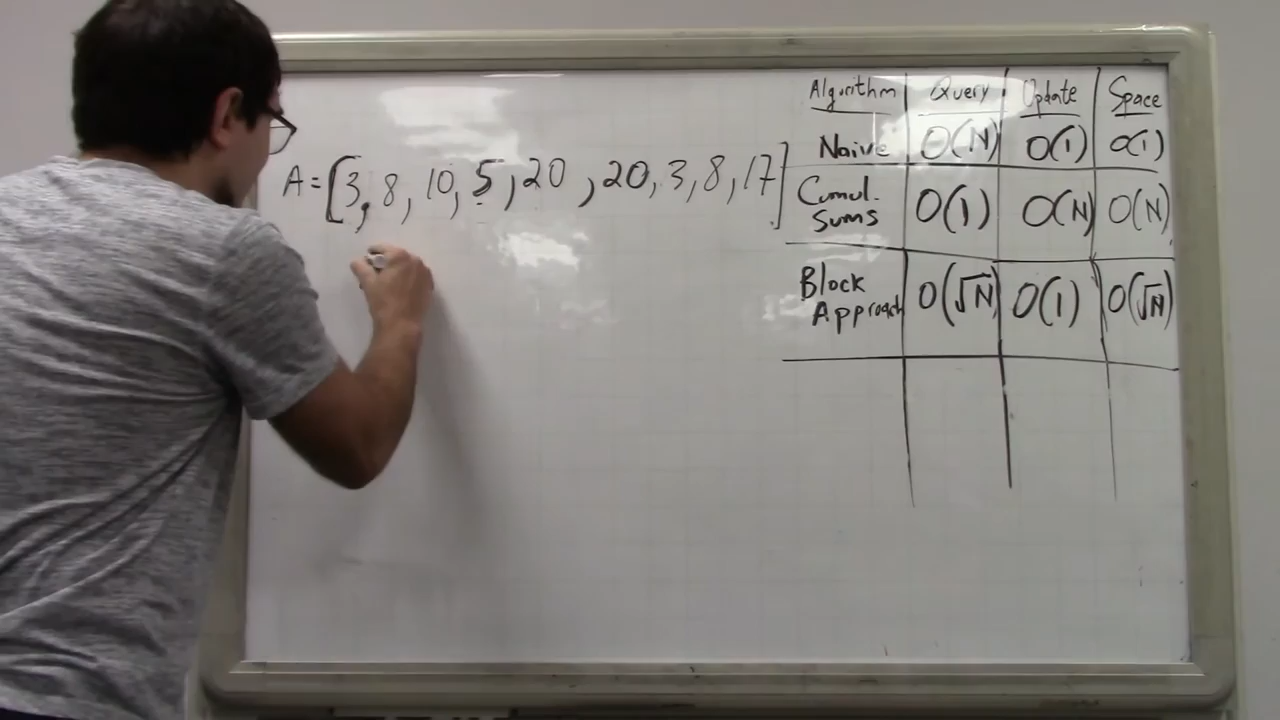 A = [3, 8, 10, 5, 20, 20, 3, 8, 17]
Algorithm Query Update Space
Naive O(N) O(1) O(1)
Cumul. Sums O(1) O(N) O(N)
Block Approach O(√N) O(1) O(√N)